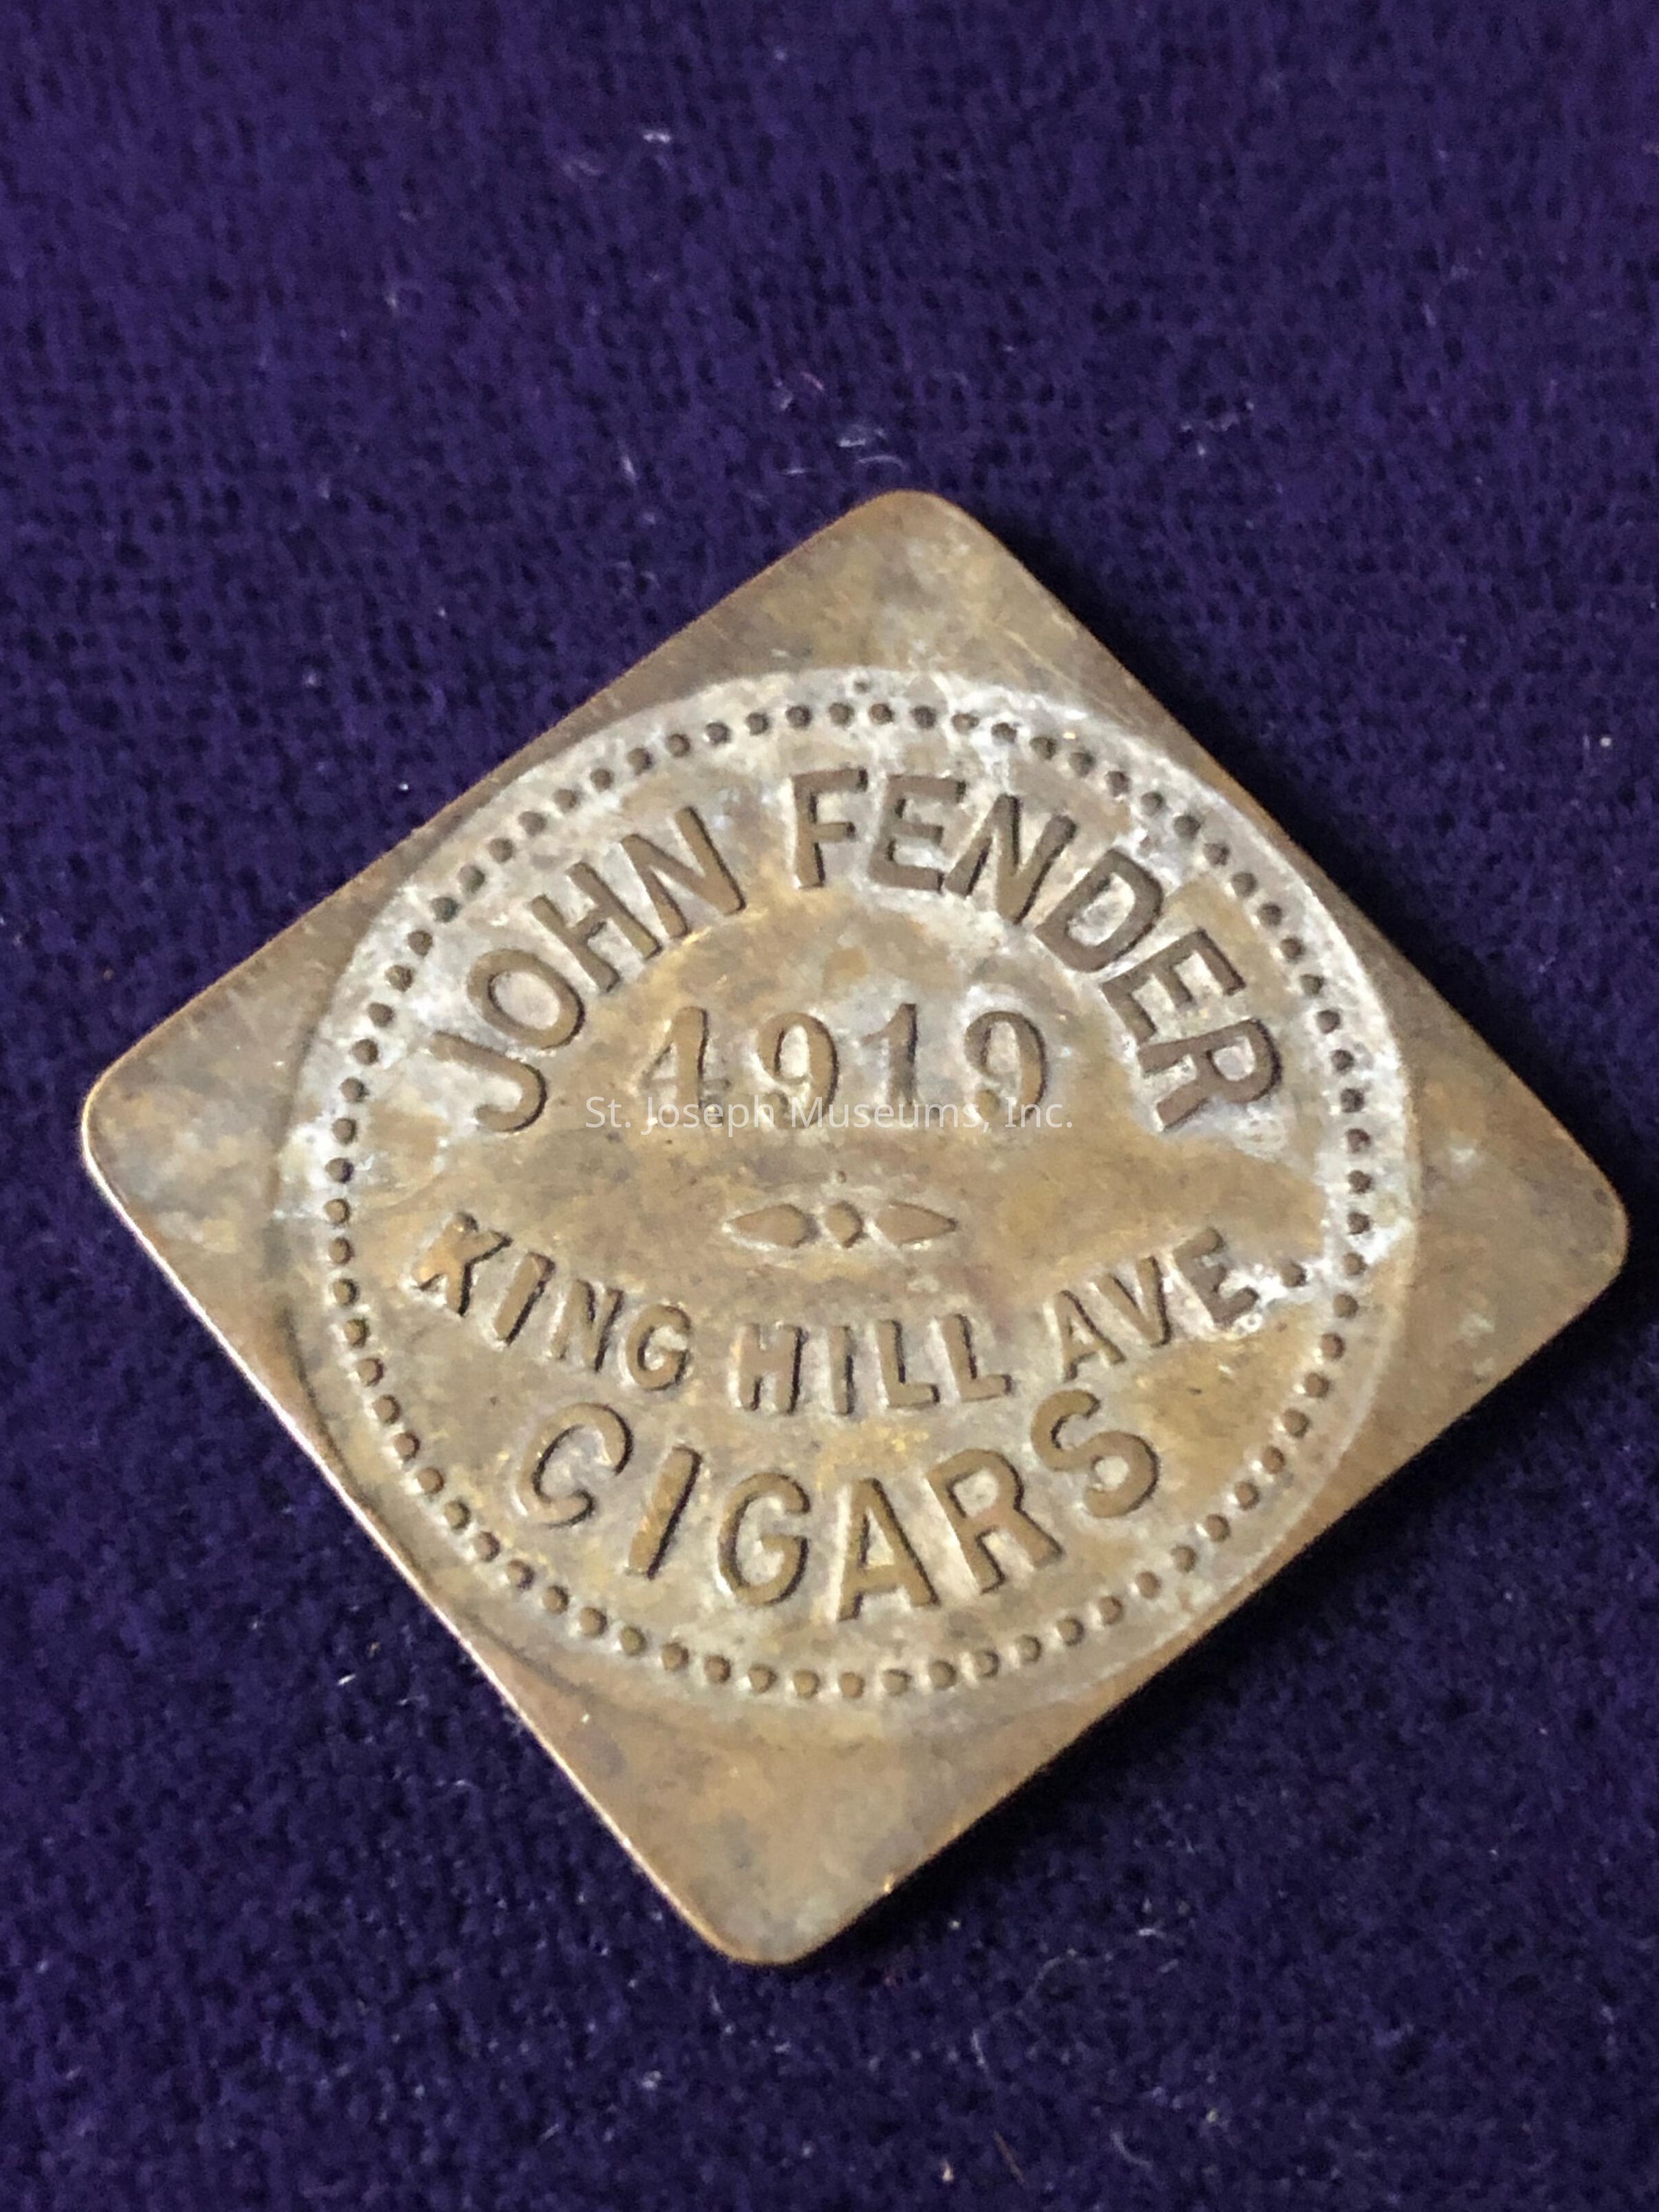 JOHN FENDER
4919
St. Joseph Museums, Inc.
KING HILL AVE.
CIGARS